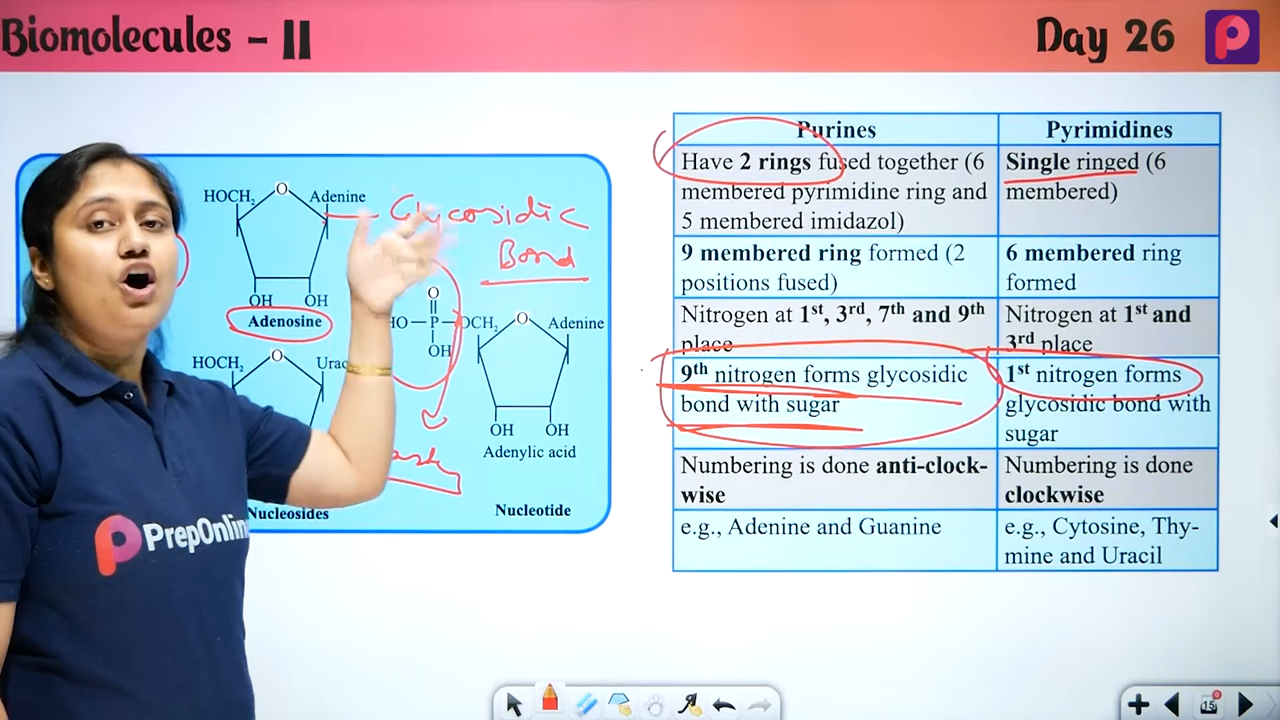 Biomolecules - II
Day 26
HOCH2
O
Adenine
Glycosidic
Bond
OH
OH
Adenosine
O
HO
P
OCH2
O
Adenine
OH
HOCH2
O
OH
OH
Adenylic acid
Nucleosides
Nucleotide
PrepOnlin
Purines
Pyrimidines
Have 2 rings fused together (6
membered pyrimidine ring and
5 membered imidazol)
Single ringed (6
membered)
9 membered ring formed (2
positions fused)
6 membered ring
formed
Nitrogen at 1st, 3rd, 7th and 9th
place
Nitrogen at 1st and
3rd place
9th nitrogen forms glycosidic
bond with sugar
1st nitrogen forms
glycosidic bond with
sugar
Numbering is done anti-clock-
wise
Numbering is done
clockwise
e.g., Adenine and Guanine
e.g., Cytosine, Thy-
mine and Uracil
15